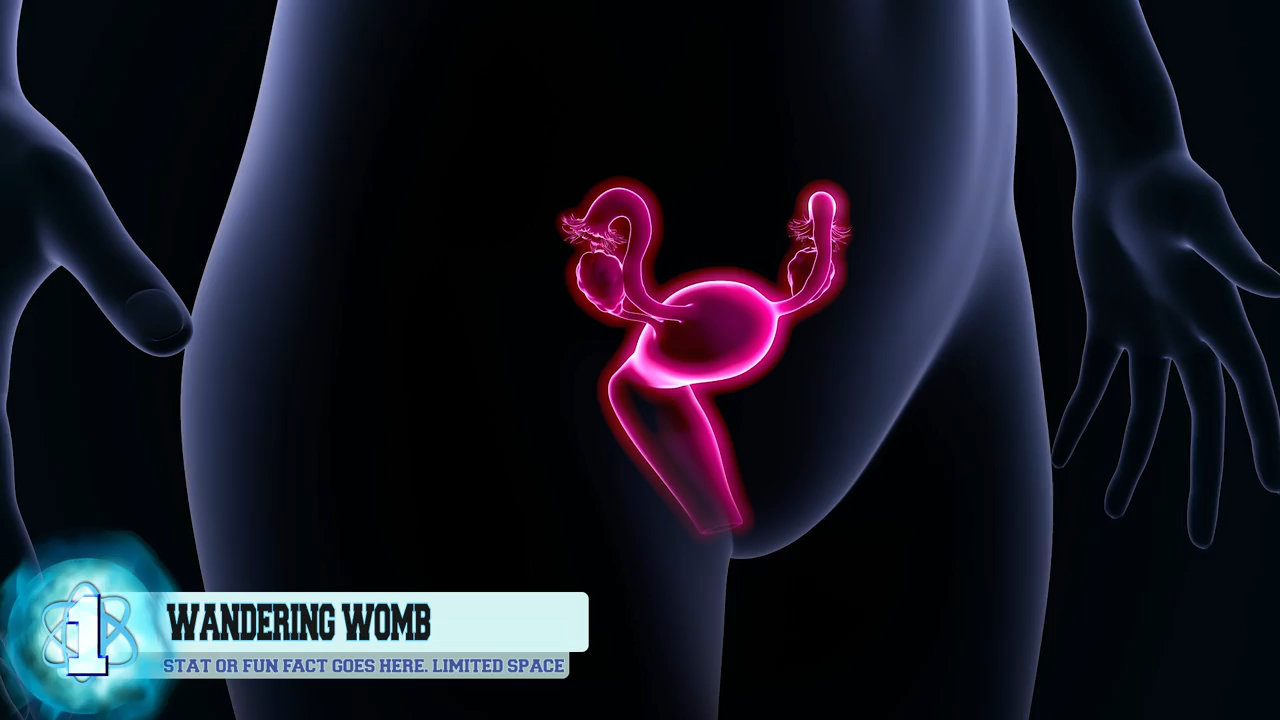 1
WANDERING WOMB
STAT OR FUN FACT GOES HERE. LIMITED SPACE